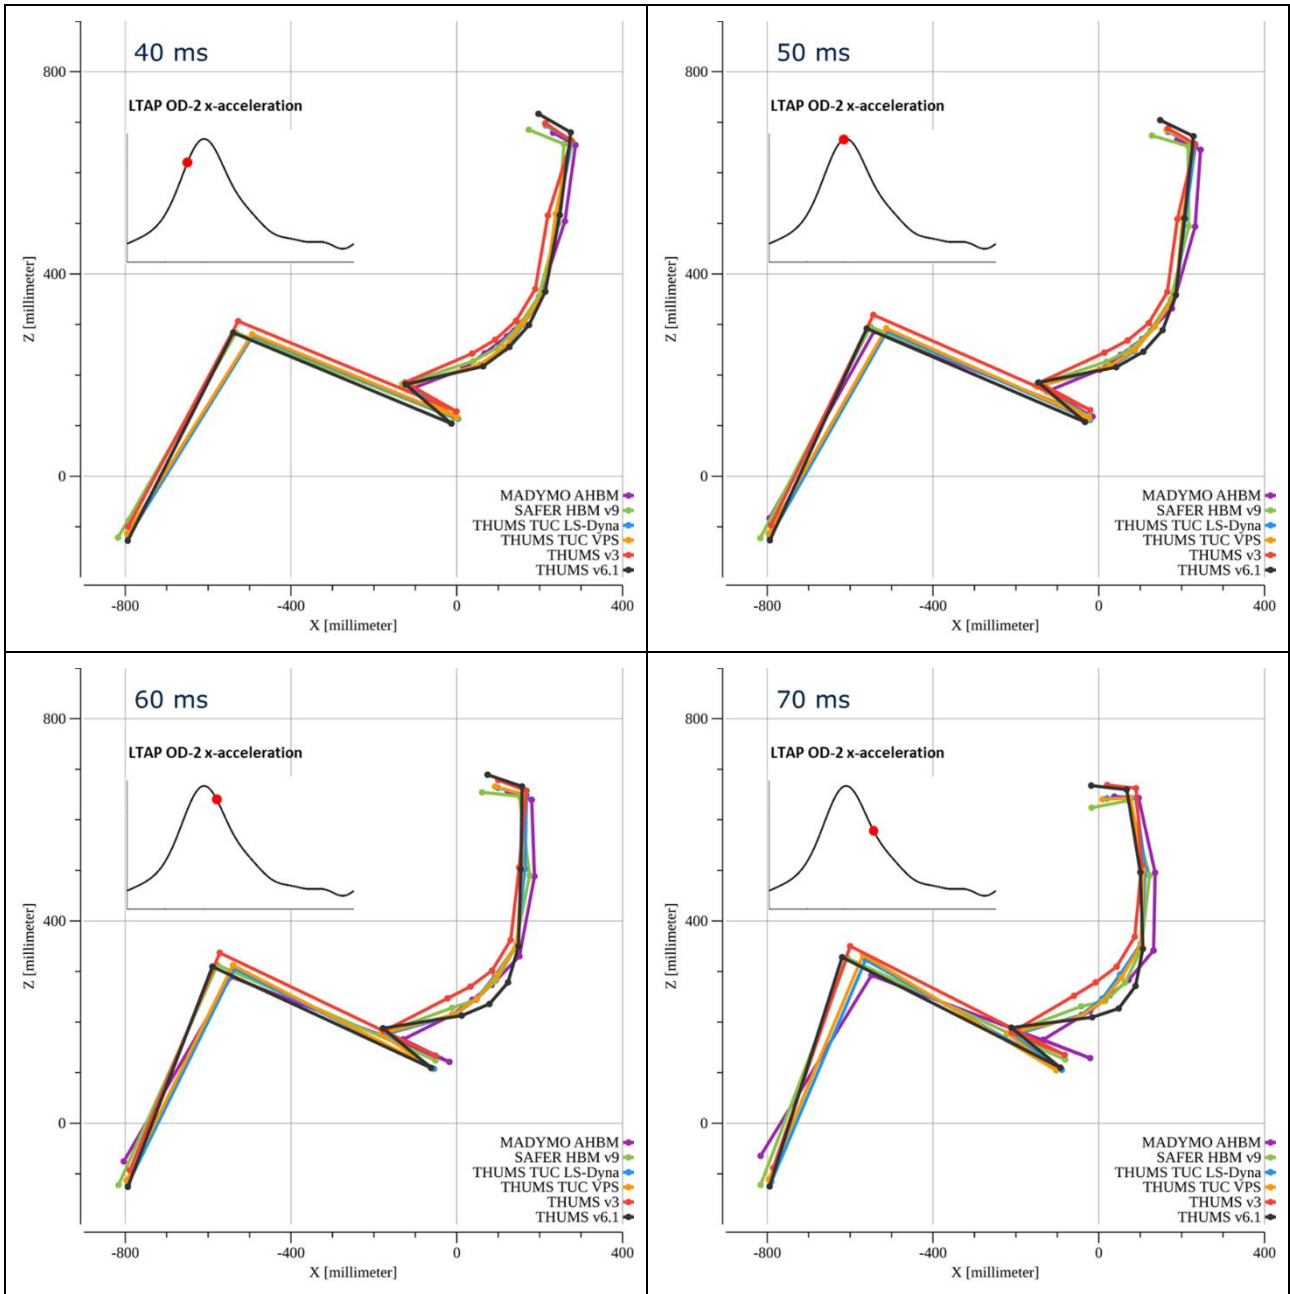 40 ms
LTAP OD-2 x-acceleration
800
400
0
Z [millimeter]
MADYMO AHBM
SAFER HBM v9
THUMS TUC LS-Dyna
THUMS TUC VPS
THUMS v3
THUMS v6.1
-800
-400
0
400
X [millimeter]
50 ms
LTAP OD-2 x-acceleration
800
400
0
Z [millimeter]
MADYMO AHBM
SAFER HBM v9
THUMS TUC LS-Dyna
THUMS TUC VPS
THUMS v3
THUMS v6.1
-800
-400
0
400
X [millimeter]
60 ms
LTAP OD-2 x-acceleration
800
400
0
Z [millimeter]
MADYMO AHBM
SAFER HBM v9
THUMS TUC LS-Dyna
THUMS TUC VPS
THUMS v3
THUMS v6.1
-800
-400
0
400
X [millimeter]
70 ms
LTAP OD-2 x-acceleration
800
400
0
Z [millimeter]
MADYMO AHBM
SAFER HBM v9
THUMS TUC LS-Dyna
THUMS TUC VPS
THUMS v3
THUMS v6.1
-800
-400
0
400
X [millimeter]